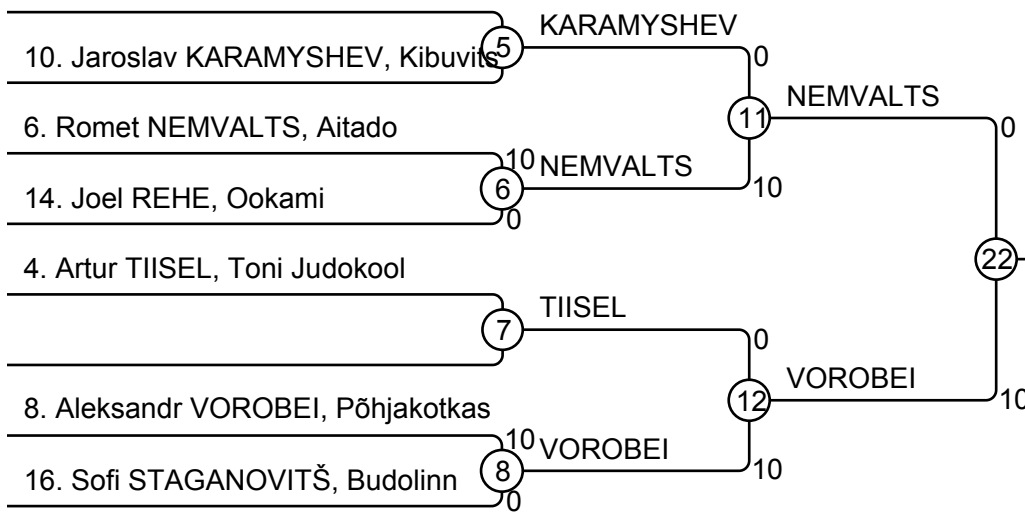 KARAMYSHEV
10. Jaroslav KARAMYSHEV, Kibuvits
5
0
NEMVALTS
6. Romet NEMVALTS, Aitado
11
0
10
NEMVALTS
14. Joel REHE, Ookami
6
10
0
22
4. Artur TIISEL, Toni Judokool
TIISEL
7
0
VOROBEI
8. Aleksandr VOROBEI, Põhjakotkas
12
10
10
VOROBEI
16. Sofi STAGANOVITŠ, Budolinn
8
10
0